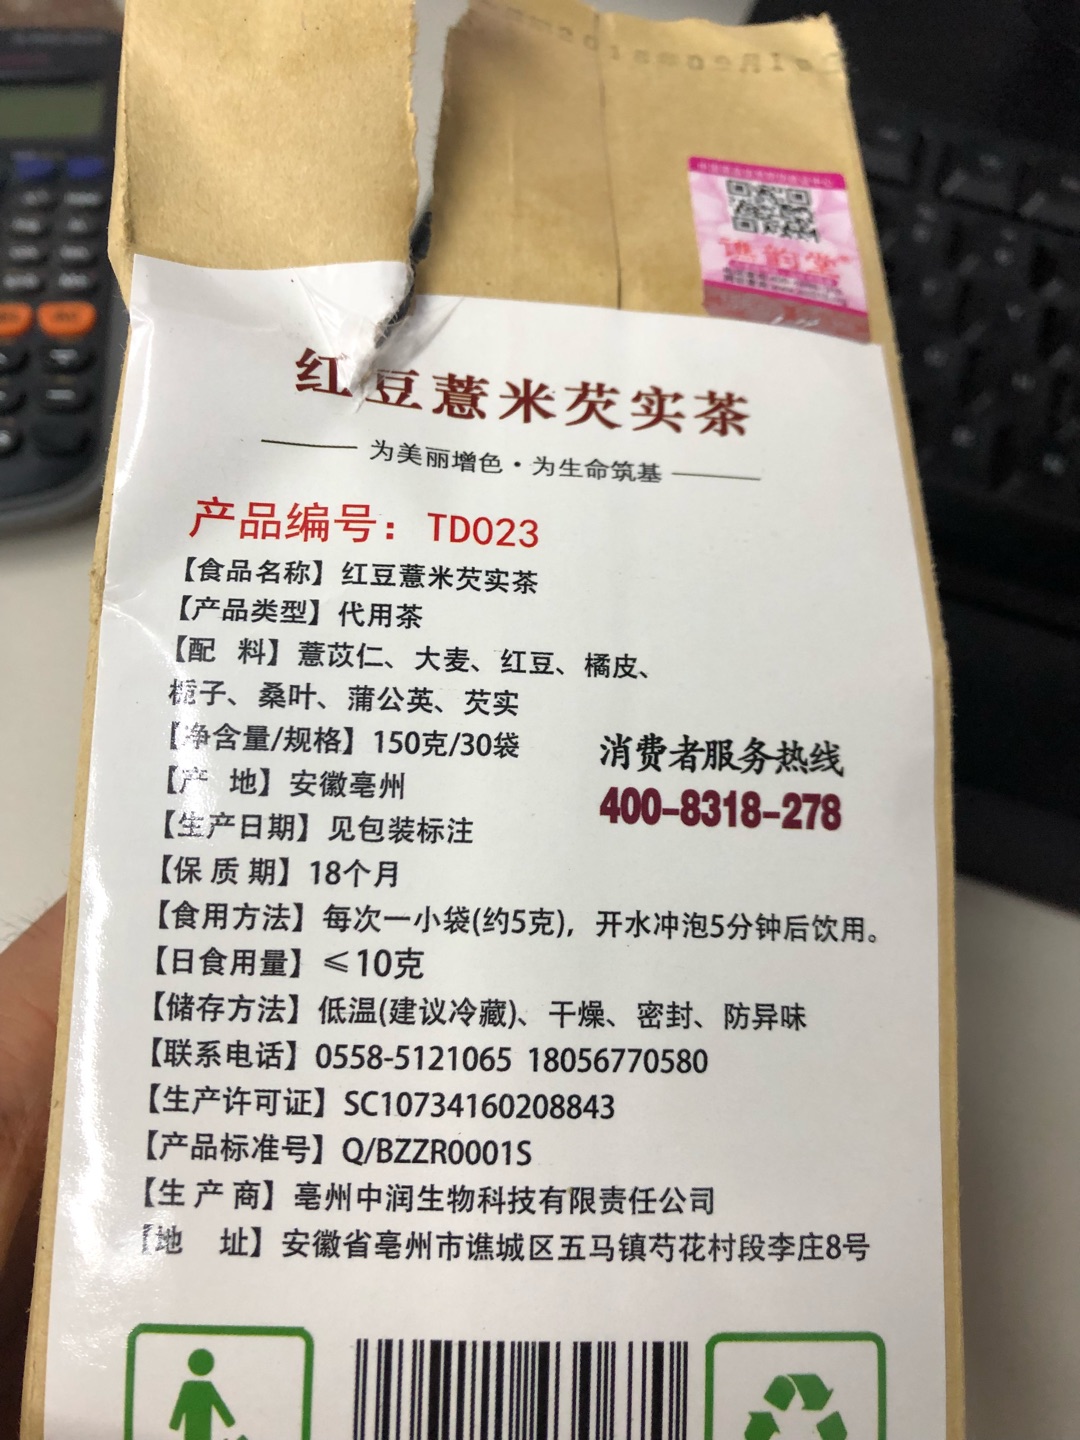 谯韵堂
红豆薏米芡实茶
为美丽增色·为生命筑基
产品编号：TD023
【食品名称】红豆薏米芡实茶
【产品类型】代用茶
【配 料】薏苡仁、大麦、红豆、橘皮、
栀子、桑叶、蒲公英、芡实
【净含量/规格】150克/30袋
消费者服务热线
【产 地】安徽亳州
400-8318-278
【生产日期】见包装标注
【保 质 期】18个月
【食用方法】每次一小袋(约5克)，开水冲泡5分钟后饮用。
【日食用量】≤10克
【储存方法】低温(建议冷藏)、干燥、密封、防异味
【联系电话】0558-5121065 18056770580
【生产许可证】SC10734160208843
【产品标准号】Q/BZZR0001S
【生 产 商】亳州中润生物科技有限责任公司
【地 址】安徽省亳州市谯城区五马镇芍花村段李庄8号